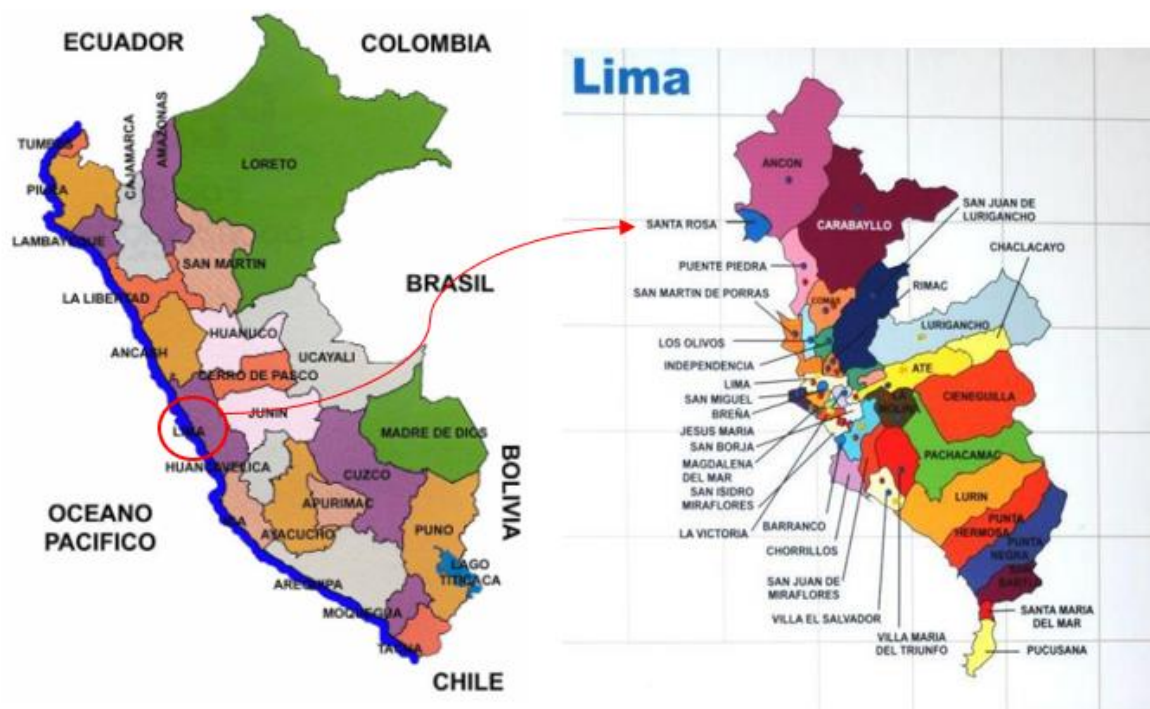 ECUADOR
COLOMBIA
TUMBES
PIURA
CAJAMARCA
AMAZONAS
LORETO
LAMBAYEQUE
SAN MARTIN
LA LIBERTAD
BRASIL
HUANUCO
ANCASH
UCAYALI
CERRO DE PASCO
LIMA
JUNIN
MADRE DE DIOS
HUANCAVELICA
CUZCO
BOLIVIA
OCEANO
PACIFICO
APURIMAC
AYACUCHO
PUNO
LAGO
TITICACA
AREQUIPA
MOQUEGUA
TACNA
CHILE
Lima
ANCON
SAN JUAN DE
LURIGANCHO
SANTA ROSA
CARABAYLLO
CHACLACAYO
PUENTE PIEDRA
RIMAC
SAN MARTIN DE PORRAS
COMAS
LURIGANCHO
LOS OLIVOS
INDEPENDENCIA
ATE
LIMA
CIENEGUILLA
SAN MIGUEL
LA
MOLINA
BREÑA
JESUS MARIA
SAN BORJA
PACHACAMAC
MAGDALENA
DEL MAR
SAN ISIDRO
LURIN
MIRAFLORES
LA VICTORIA
BARRANCO
PUNTA
HERMOSA
PUNTA
NEGRA
CHORRILLOS
SAN JUAN DE
MIRAFLORES
SANTA MARIA
DEL MAR
VILLA EL SALVADOR
VILLA MARIA
DEL TRIUNFO
PUCUSANA